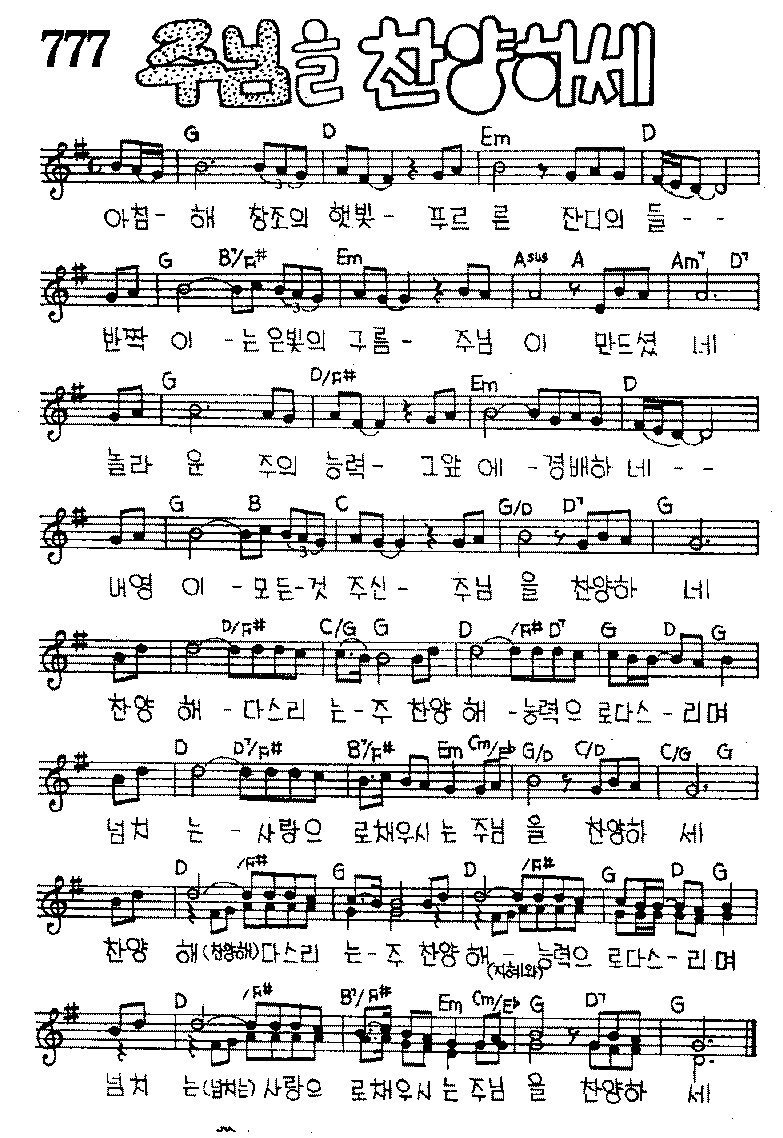 777 주님을 찬양하세
G D Em D
아침- 해 창조의 햇빛- 푸르 른 잔디의 들 - -
G B7/F# Em Asus A Am7 D7
반짝 이 -는은빛의 구름- 주님 이 만드셨 네
G D/F# Em D
놀라 운 주의 능력- 그앞 에 -경배하 네- -
G B C G/D D7 G
내영 이 -모든-것 주신- 주님 을 찬양하 네
D/F# C/G G D /F# D7 G D G
찬양 해 -다스리 는-주 찬양 해 -능력으 로다스-리며
D D7/F# B7/F# Em Cm/Eb G/D C/D C/G G
넘치 는 - 사랑으 로채우시 는 주님 을 찬양하 세
D /F# G D /F# G D G
찬양 해(찬양해)다스리 는-주 찬양 해 - 능력으 로다스-리며
(지혜와)
D /F# B7/F# Em Cm/Eb G D7 G
넘치 는(넘치는) 사랑으 로채우시 는주님 을 찬양하 세